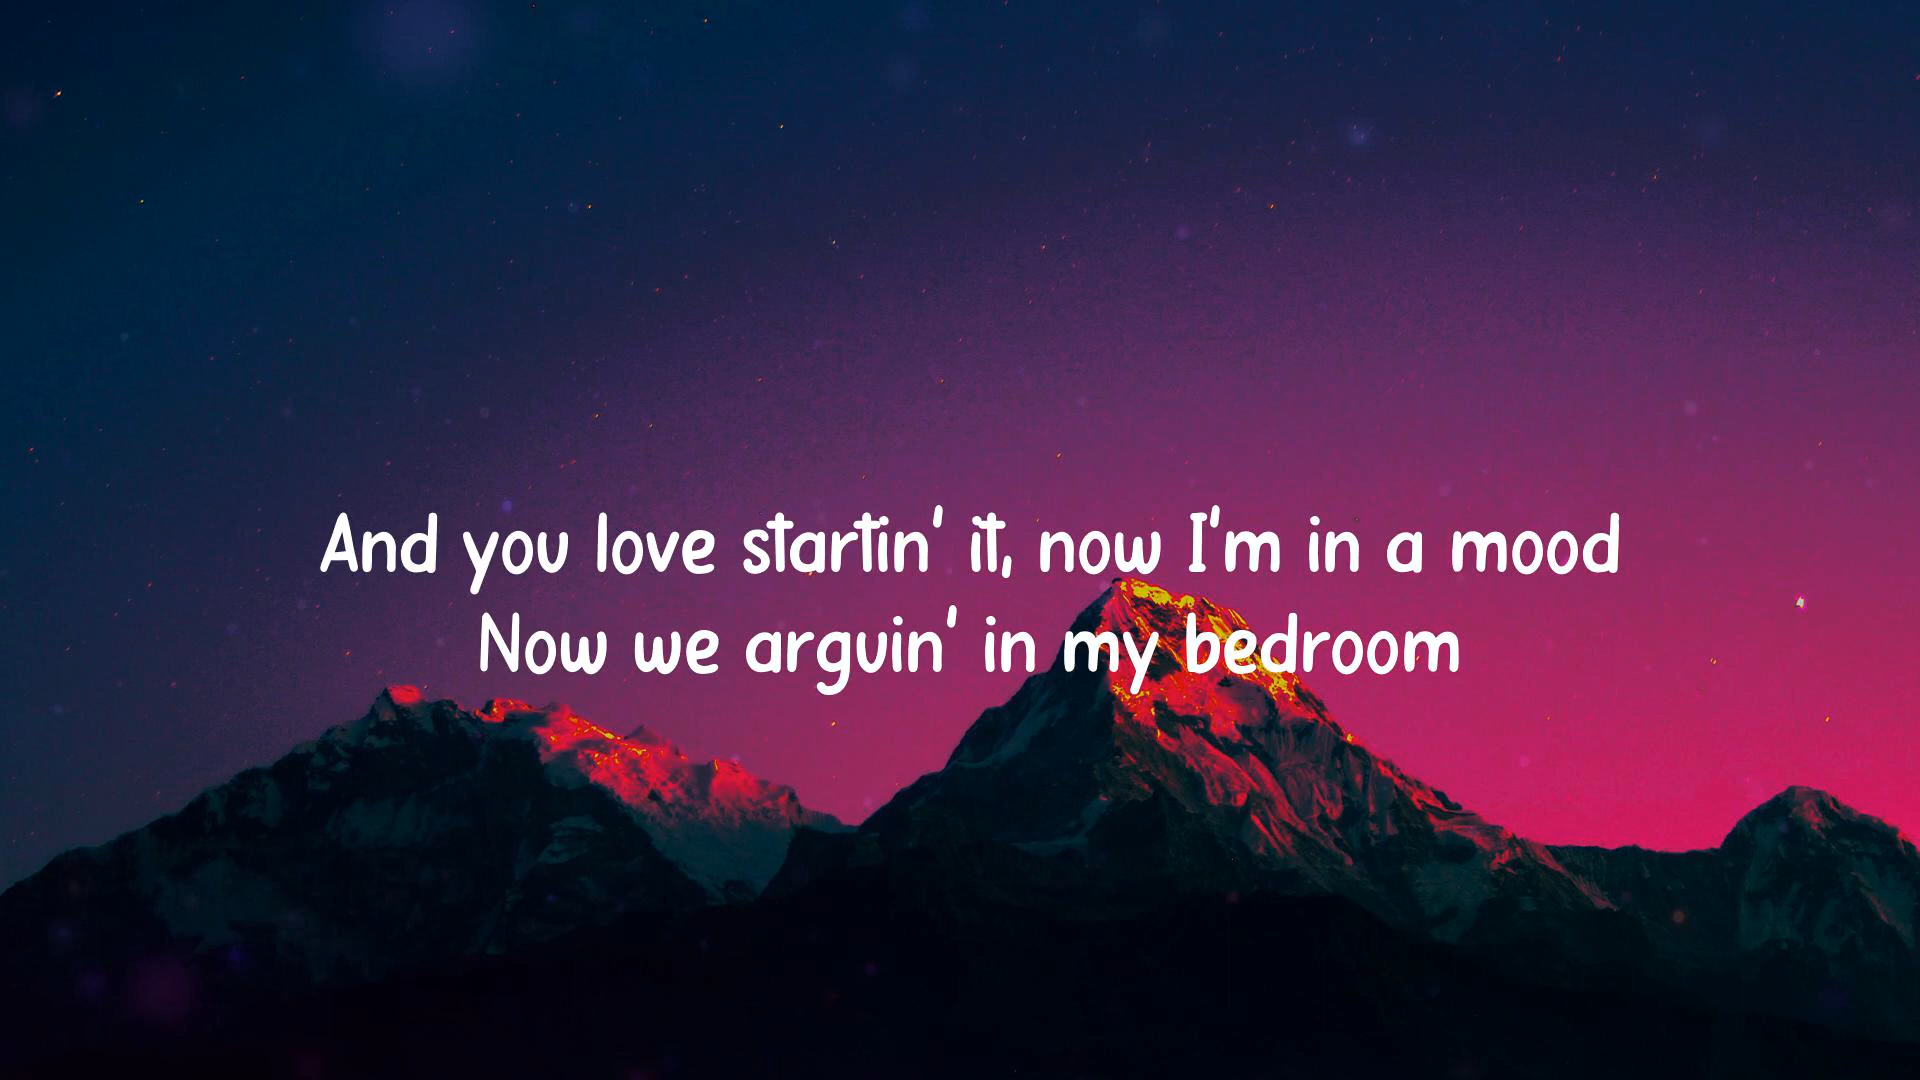 And you love startin' it, now I'm in a mood
Now we arguin' in my bedroom